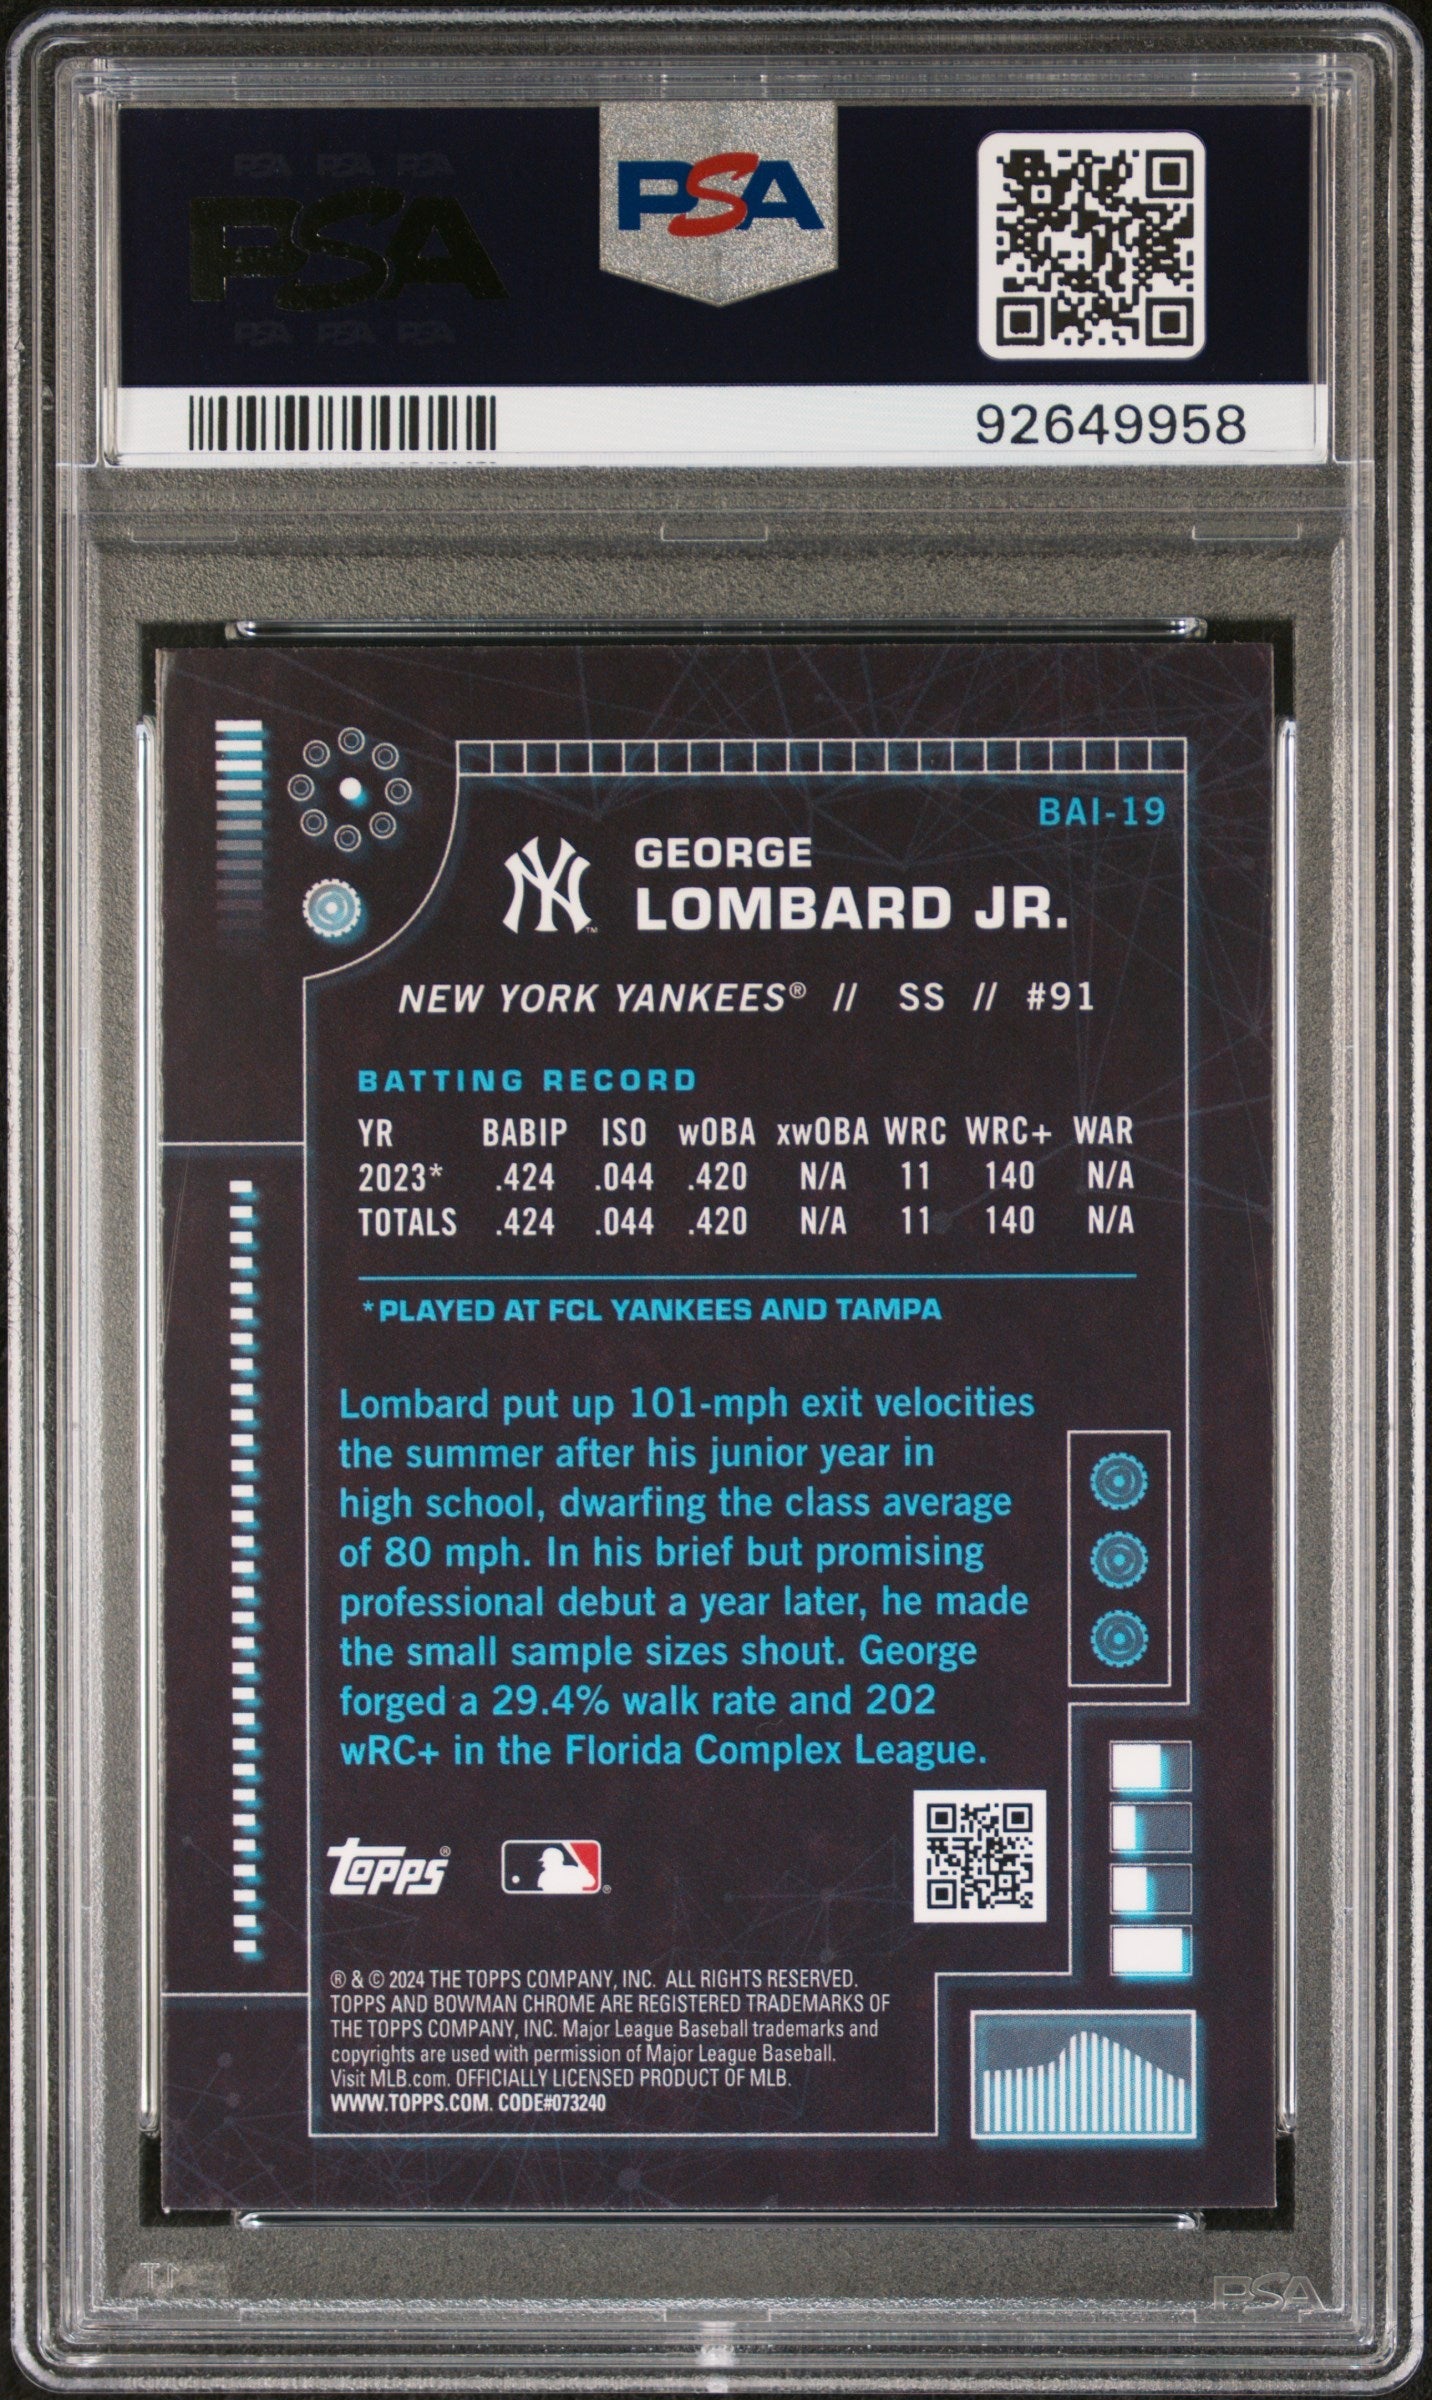 PSA PSA PSA
PSA
PSA PSA PSA
PSA
92649958
BAI-19
GEORGE
LOMBARD JR.
NEW YORK YANKEES® // SS // #91
BATTING RECORD
YR BABIP ISO wOBA xwOBA WRC WRC+ WAR
2023* .424 .044 .420 N/A 11 140 N/A
TOTALS .424 .044 .420 N/A 11 140 N/A
*PLAYED AT FCL YANKEES AND TAMPA
Lombard put up 101-mph exit velocities
the summer after his junior year in
high school, dwarfing the class average
of 80 mph. In his brief but promising
professional debut a year later, he made
the small sample sizes shout. George
forged a 29.4% walk rate and 202
wRC+ in the Florida Complex League.
Topps®
® & © 2024 THE TOPPS COMPANY, INC. ALL RIGHTS RESERVED.
TOPPS AND BOWMAN CHROME ARE REGISTERED TRADEMARKS OF
THE TOPPS COMPANY, INC. Major League Baseball trademarks and
copyrights are used with permission of Major League Baseball.
Visit MLB.com. OFFICIALLY LICENSED PRODUCT OF MLB.
WWW.TOPPS.COM. CODE#073240
PSA